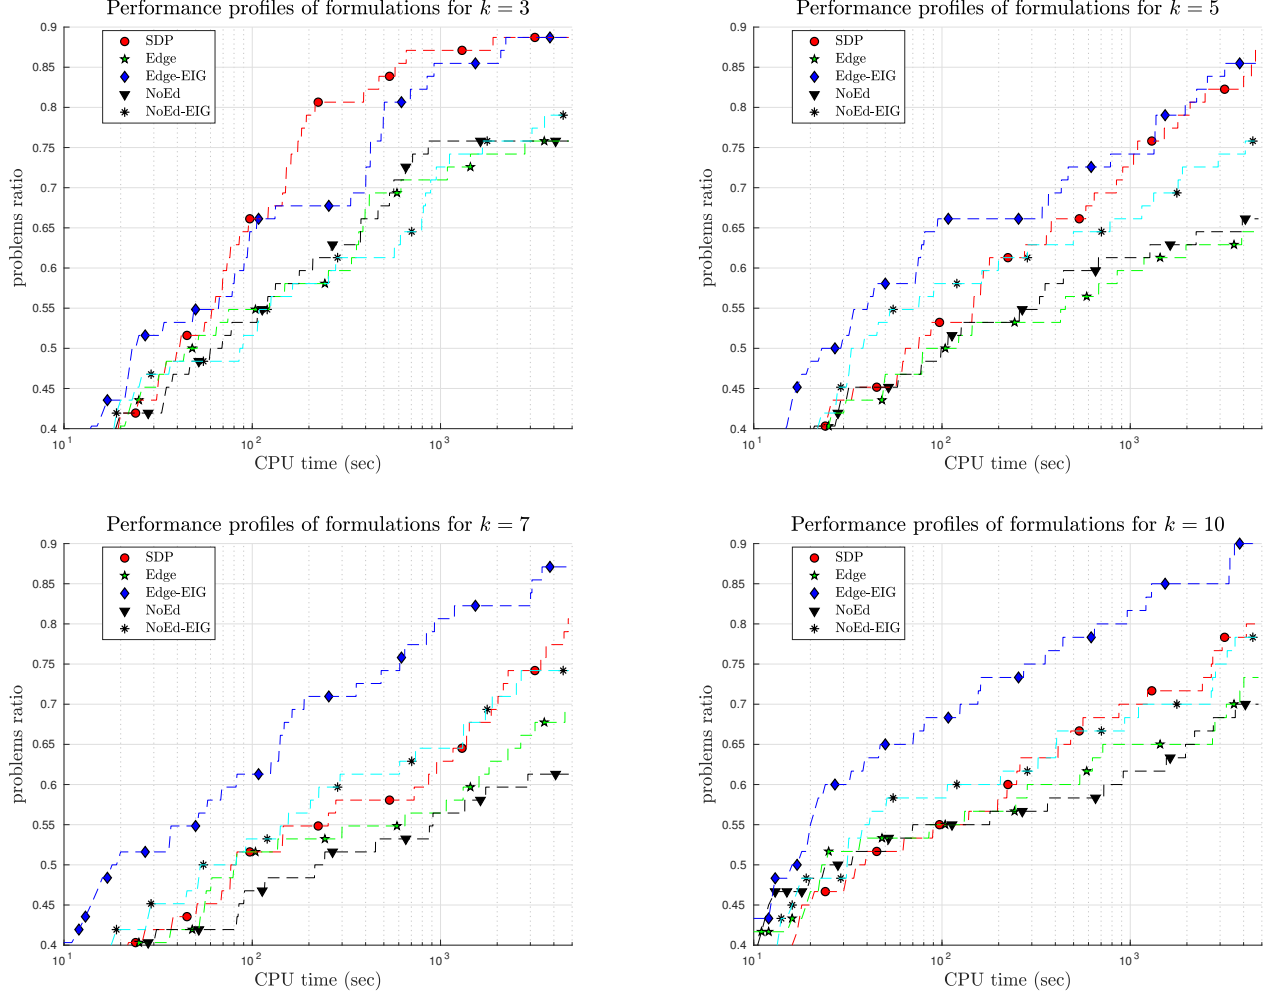 Performance profiles of formulations for k = 3
0.9
0.85
0.8
0.75
0.7
0.65
0.6
0.55
0.5
0.45
0.4
problems ratio
SDP
Edge
Edge-EIG
NoEd
NoEd-EIG
10^1
10^2
10^3
CPU time (sec)
Performance profiles of formulations for k = 5
0.9
0.85
0.8
0.75
0.7
0.65
0.6
0.55
0.5
0.45
0.4
problems ratio
SDP
Edge
Edge-EIG
NoEd
NoEd-EIG
10^1
10^2
10^3
CPU time (sec)
Performance profiles of formulations for k = 7
0.9
0.85
0.8
0.75
0.7
0.65
0.6
0.55
0.5
0.45
0.4
problems ratio
SDP
Edge
Edge-EIG
NoEd
NoEd-EIG
10^1
10^2
10^3
CPU time (sec)
Performance profiles of formulations for k = 10
0.9
0.85
0.8
0.75
0.7
0.65
0.6
0.55
0.5
0.45
0.4
problems ratio
SDP
Edge
Edge-EIG
NoEd
NoEd-EIG
10^1
10^2
10^3
CPU time (sec)